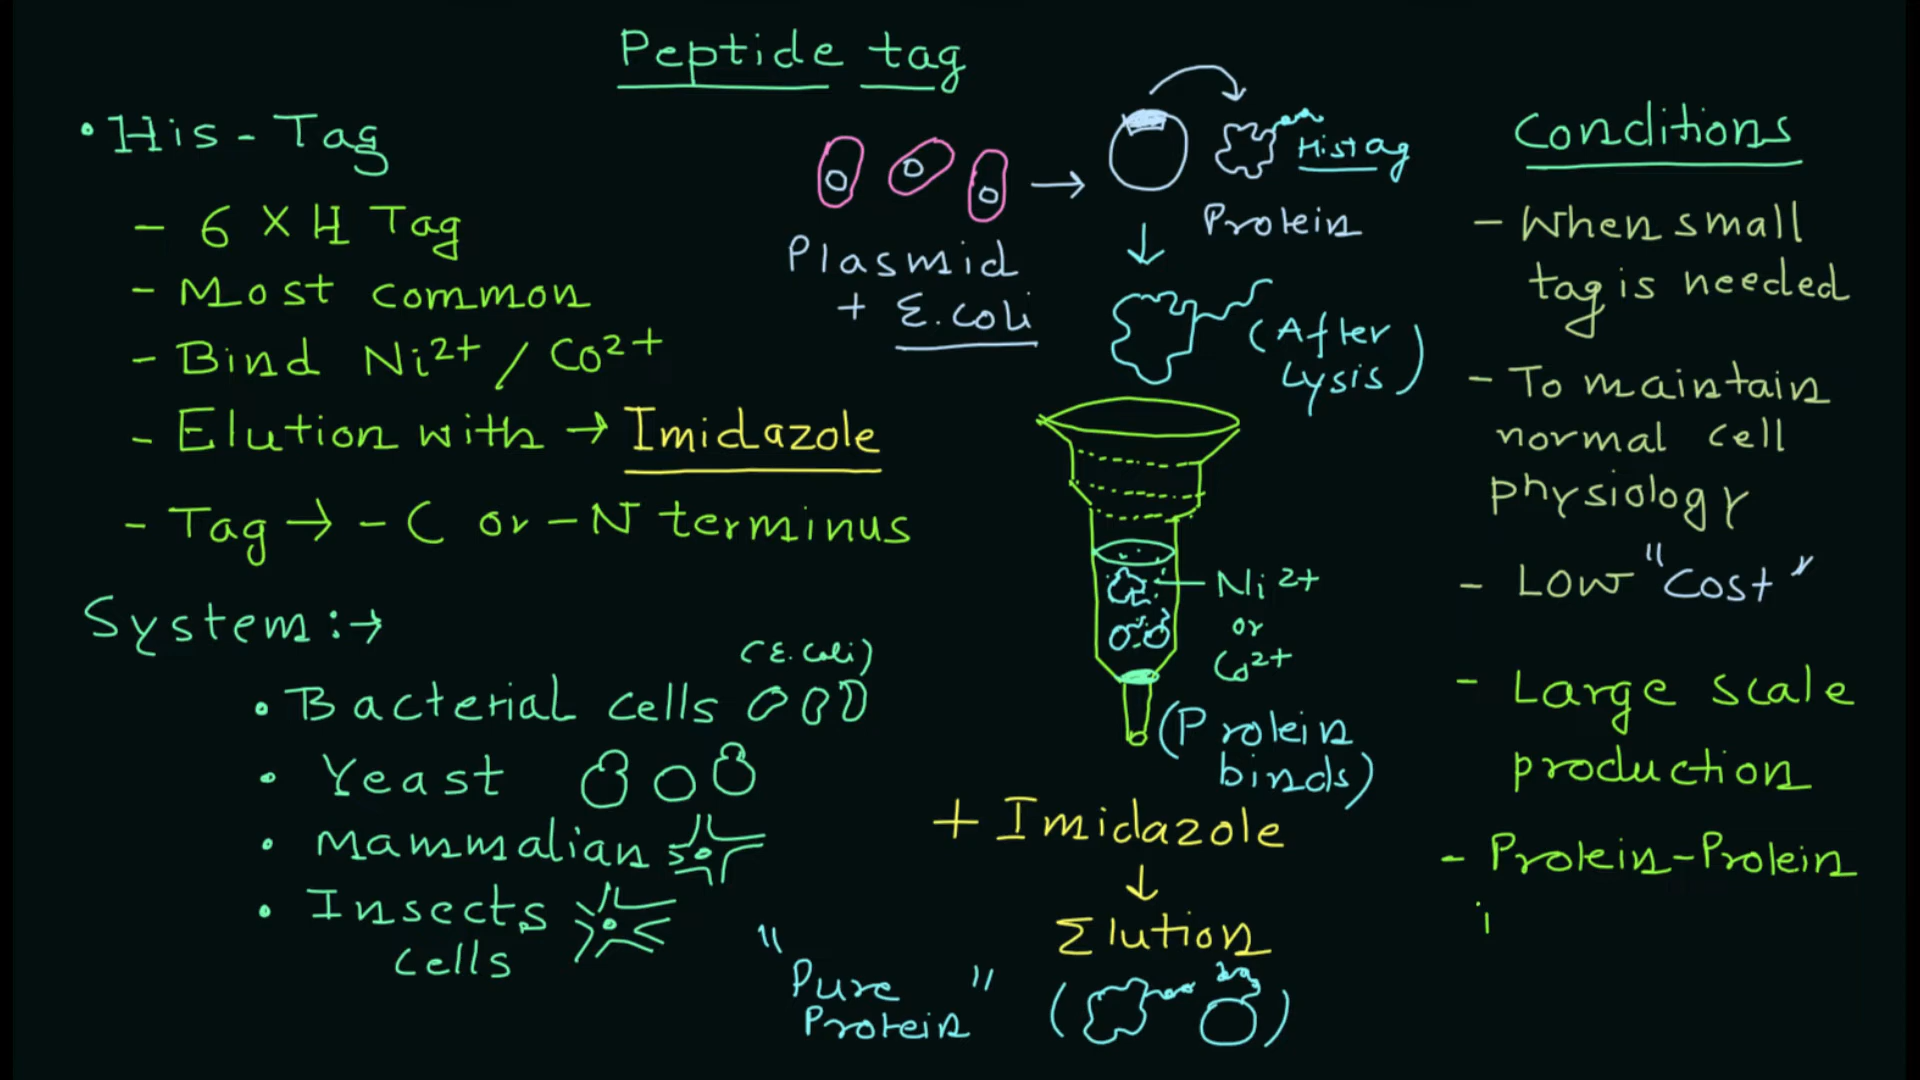 Peptide tag
• His-Tag
- 6 X H Tag
- Most common
- Bind Ni2+ / Co2+
- Elution with → Imidazole
- Tag → -C or -N terminus
System :→
(E. coli)
• Bacterial cells
• Yeast
• Mammalian
• Insects
cells
Plasmid
+ E. coli
→
Histag
Protein
↓
(After
Lysis)
Ni2+
or
Co2+
(Protein
binds)
+ Imidazole
↓
Elution
"Pure
Protein"
Conditions
- When small
tag is needed
- To maintain
normal cell
physiology
- Low "Cost"
- Large scale
production
- Protein-Protein
i